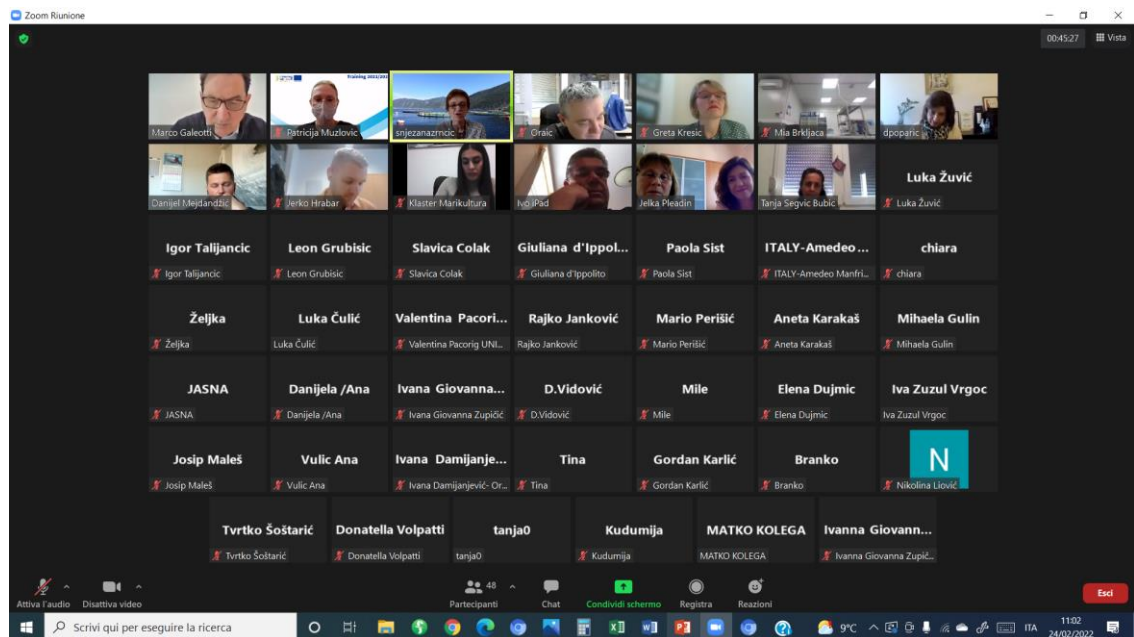 Zoom Riunione
00:45:27 Vista
Training 2021/202
Marco Galeotti Patricija Muzlovic snjezanazrncic Oraic Greta Kresic Mia Brkljaca dpoparic
Luka Žuvić
Danijel Mejdandžic Jerko Hrabar Klaster Marikultura Ivo iPad Jelka Pleadin Tanja Segvic Bubic Luka Žuvić
Igor Talijancic Leon Grubisic Slavica Colak Giuliana d'Ippol... Paola Sist ITALY-Amedeo... chiara
Igor Talijancic Leon Grubisic Slavica Colak Giuliana d'Ippolito Paola Sist ITALY-Amedeo Manfri... chiara
Željka Luka Čulić Valentina Pacori... Rajko Janković Mario Perišić Aneta Karakaš Mihaela Gulin
Željka Luka Čulić Valentina Pacorig UNI... Rajko Janković Mario Perišić Aneta Karakaš Mihaela Gulin
JASNA Danijela /Ana Ivana Giovanna... D.Vidović Mile Elena Dujmic Iva Zuzul Vrgoc
JASNA Danijela /Ana Ivana Giovanna Zupičić D.Vidović Mile Elena Dujmic Iva Zuzul Vrgoc
Josip Maleš Vulic Ana Ivana Damijanje... Tina Gordan Karlić Branko N
Josip Maleš Vulic Ana Ivana Damijanjević- Or... Tina Gordan Karlić Branko Nikolina Liović
Tvrtko Šoštarić Donatella Volpatti tanja0 Kudumija MATKO KOLEGA Ivanna Giovann...
Tvrtko Šoštarić Donatella Volpatti tanja0 Kudumija MATKO KOLEGA Ivanna Giovanna Zupič...
48
Attiva l'audio Disattiva video Partecipanti Chat Condividi schermo Registra Reazioni Esci
Scrivi qui per eseguire la ricerca 9°C ITA 11:02
24/02/2022